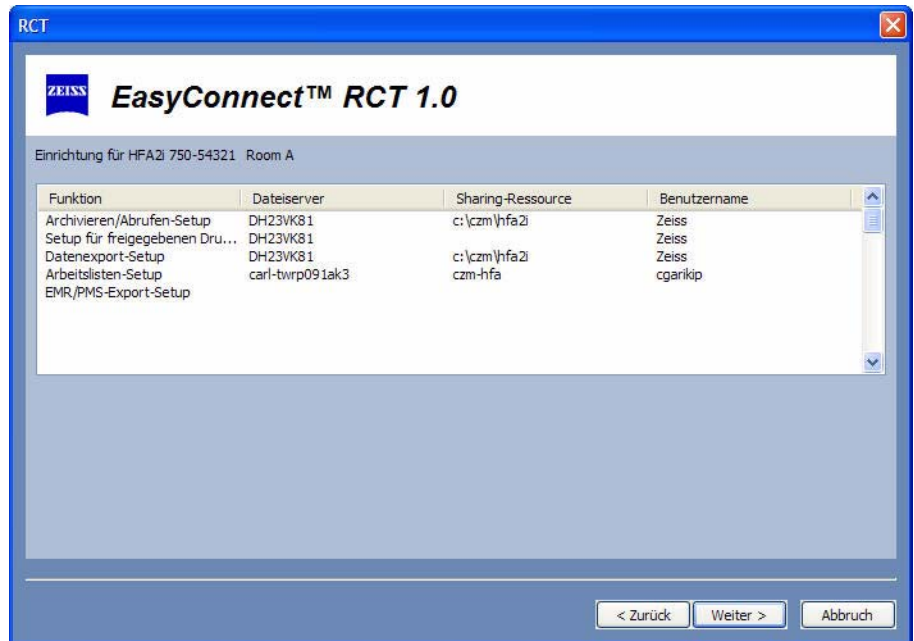 RCT
ZEISS
EasyConnect™ RCT 1.0
Einrichtung für HFA2i 750-54321 Room A
Funktion Dateiserver Sharing-Ressource Benutzername
Archivieren/Abrufen-Setup DH23VK81 c:\czm\hfa2i Zeiss
Setup für freigegebenen Dru... DH23VK81 Zeiss
Datenexport-Setup DH23VK81 c:\czm\hfa2i Zeiss
Arbeitslisten-Setup carl-twrp091ak3 czm-hfa cgarikip
EMR/PMS-Export-Setup
< Zurück Weiter > Abbruch